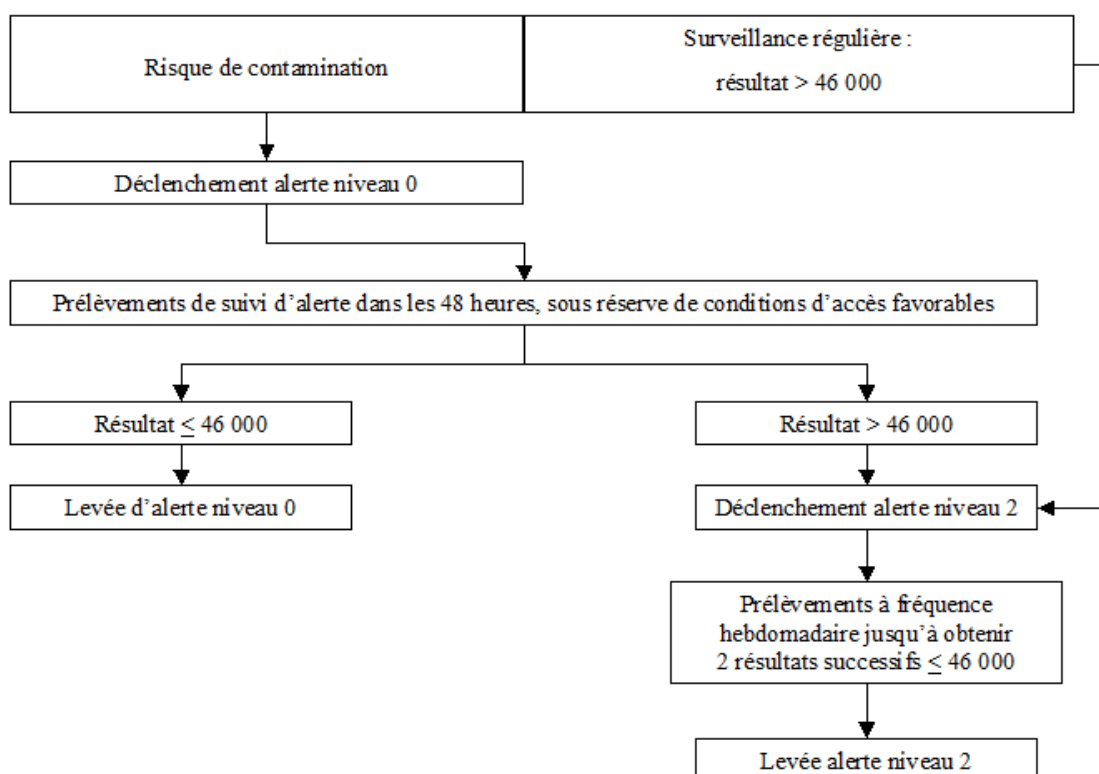 Risque de contamination
Surveillance régulière :
résultat > 46 000
Déclenchement alerte niveau 0
Prélèvements de suivi d'alerte dans les 48 heures, sous réserve de conditions d'accès favorables
Résultat ≤ 46 000
Résultat > 46 000
Levée d'alerte niveau 0
Déclenchement alerte niveau 2
Prélèvements à fréquence
hebdomadaire jusqu'à obtenir
2 résultats successifs ≤ 46 000
Levée alerte niveau 2